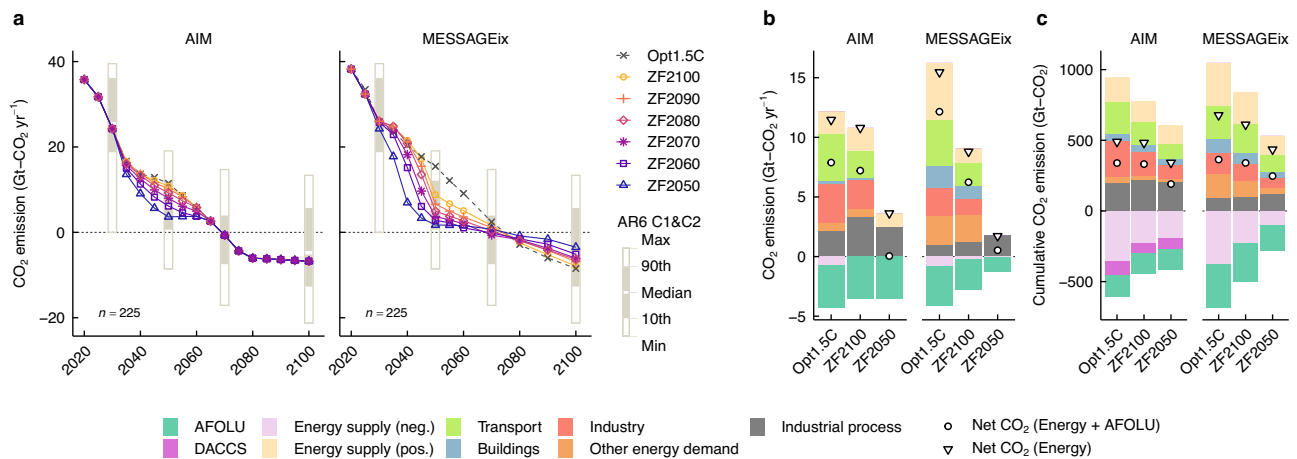 a
AIM
MESSAGEix
CO2 emission (Gt−CO2 yr−1)
40
20
0
−20
n = 225
n = 225
2020
2040
2060
2080
2100
2020
2040
2060
2080
2100
Opt1.5C
ZF2100
ZF2090
ZF2080
ZF2070
ZF2060
ZF2050
AR6 C1&C2
Max
90th
Median
10th
Min
b
AIM
MESSAGEix
CO2 emission (Gt−CO2 yr−1)
15
10
5
0
−5
Opt1.5C
ZF2100
ZF2050
Opt1.5C
ZF2100
ZF2050
c
AIM
MESSAGEix
Cumulative CO2 emission (Gt−CO2)
1000
500
0
−500
Opt1.5C
ZF2100
ZF2050
Opt1.5C
ZF2100
ZF2050
AFOLU
Energy supply (neg.)
Transport
Industry
Industrial process
Net CO2 (Energy + AFOLU)
DACCS
Energy supply (pos.)
Buildings
Other energy demand
Net CO2 (Energy)